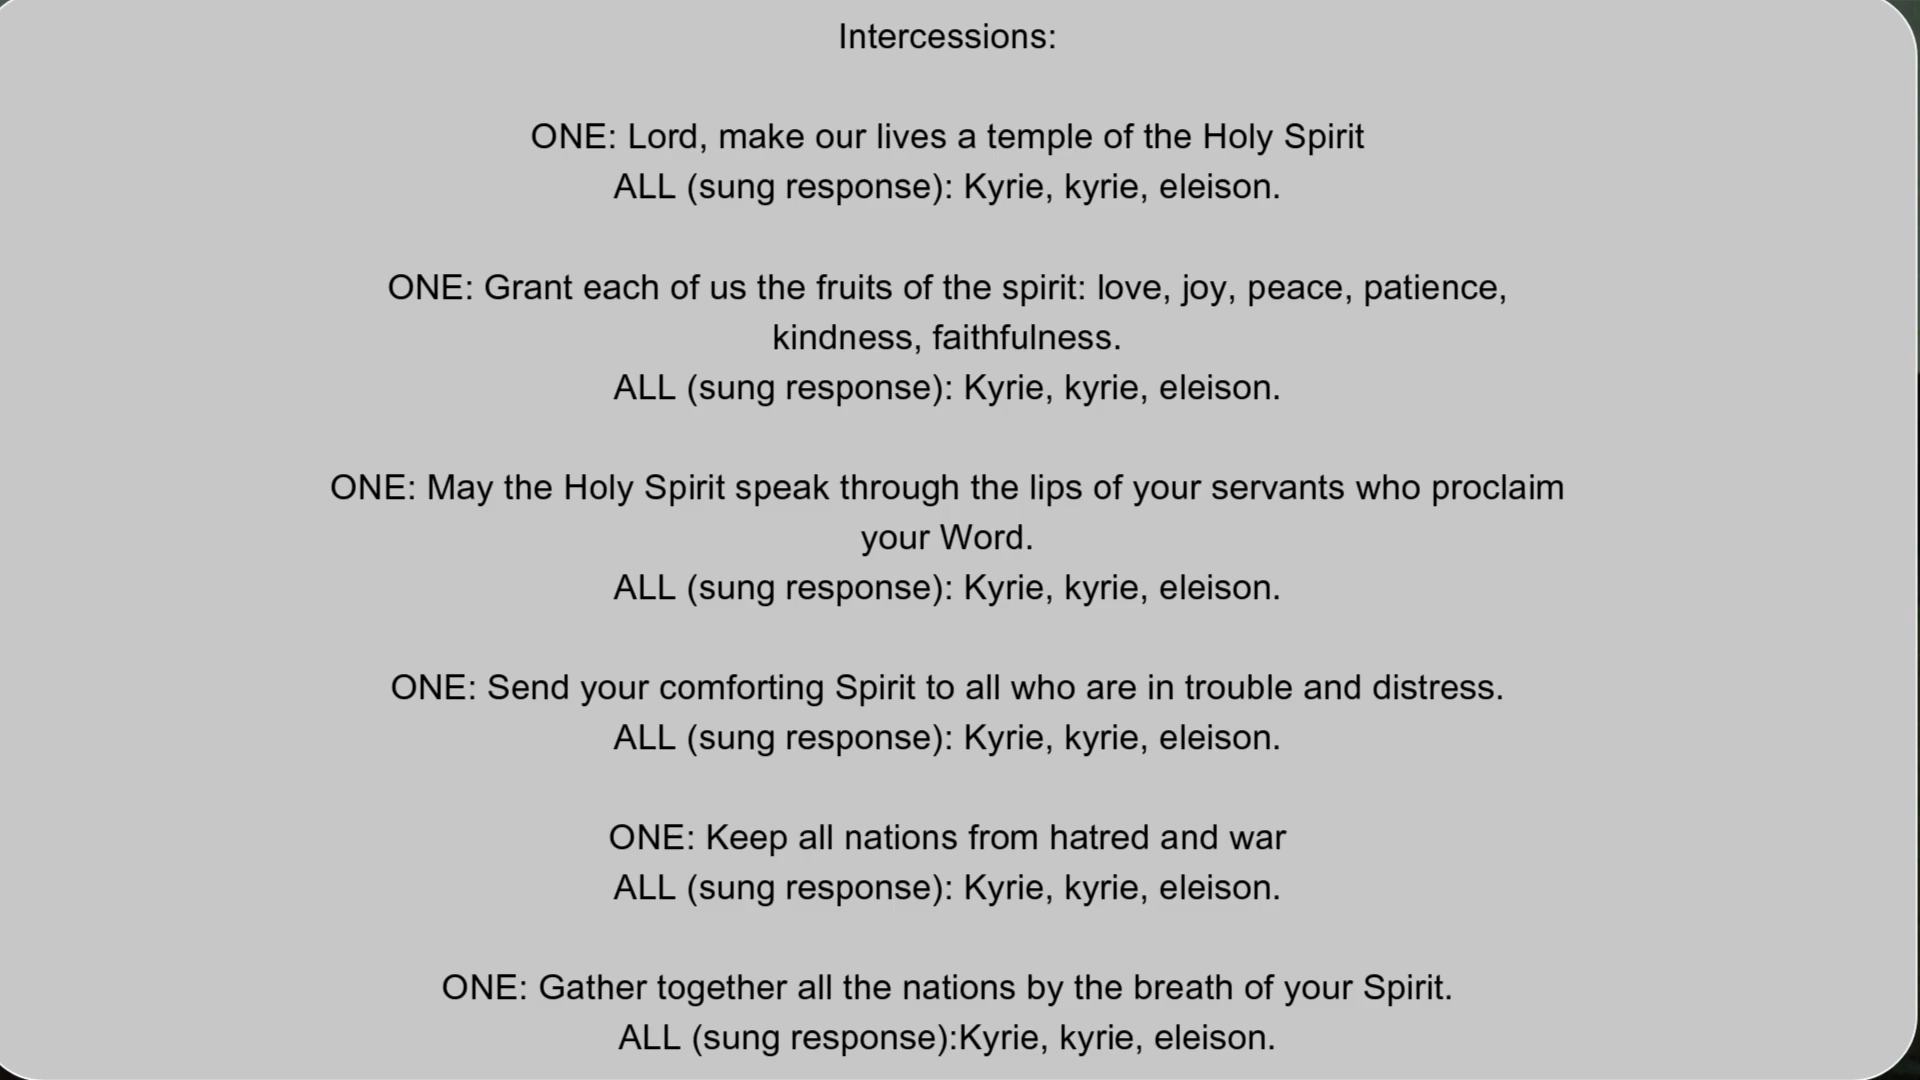 Intercessions:
ONE: Lord, make our lives a temple of the Holy Spirit
ALL (sung response): Kyrie, kyrie, eleison.
ONE: Grant each of us the fruits of the spirit: love, joy, peace, patience,
kindness, faithfulness.
ALL (sung response): Kyrie, kyrie, eleison.
ONE: May the Holy Spirit speak through the lips of your servants who proclaim
your Word.
ALL (sung response): Kyrie, kyrie, eleison.
ONE: Send your comforting Spirit to all who are in trouble and distress.
ALL (sung response): Kyrie, kyrie, eleison.
ONE: Keep all nations from hatred and war
ALL (sung response): Kyrie, kyrie, eleison.
ONE: Gather together all the nations by the breath of your Spirit.
ALL (sung response):Kyrie, kyrie, eleison.